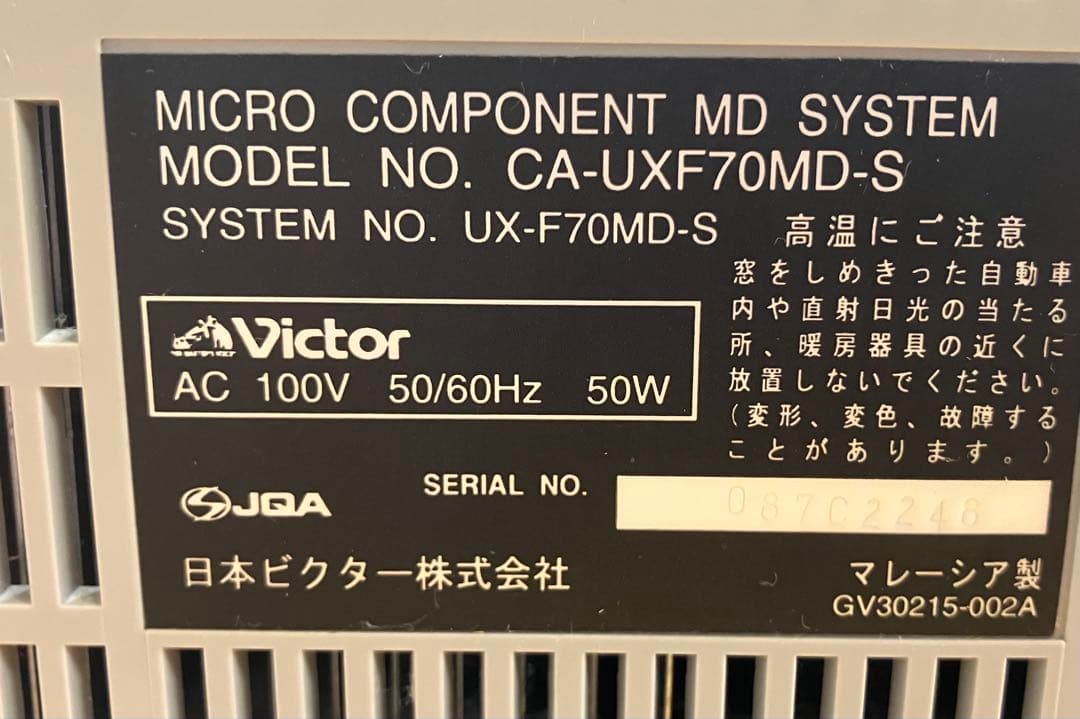 MICRO COMPONENT MD SYSTEM
MODEL NO. CA-UXF70MD-S
SYSTEM NO. UX-F70MD-S
高温にご注意
窓をしめきった自動車
内や直射日光の当たる
所、暖房器具の近くに
放置しないでください。
(変形、変色、故障する
ことがあります。)
Victor
AC 100V 50/60Hz 50W
JQA
SERIAL NO.
087C2248
日本ビクター株式会社
マレーシア製
GV30215-002A